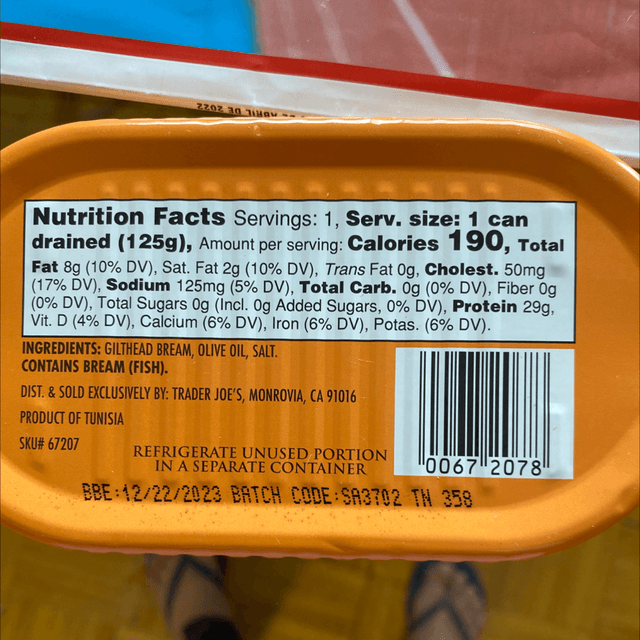 DE ABRIL DE 2022
Nutrition Facts Servings: 1, Serv. size: 1 can
drained (125g), Amount per serving: Calories 190, Total
Fat 8g (10% DV), Sat. Fat 2g (10% DV), Trans Fat 0g, Cholest. 50mg
(17% DV), Sodium 125mg (5% DV), Total Carb. 0g (0% DV), Fiber 0g
(0% DV), Total Sugars 0g (Incl. 0g Added Sugars, 0% DV), Protein 29g,
Vit. D (4% DV), Calcium (6% DV), Iron (6% DV), Potas. (6% DV).
INGREDIENTS: GILTHEAD BREAM, OLIVE OIL, SALT.
CONTAINS BREAM (FISH).
DIST. & SOLD EXCLUSIVELY BY: TRADER JOE'S, MONROVIA, CA 91016
PRODUCT OF TUNISIA
SKU# 67207
REFRIGERATE UNUSED PORTION
IN A SEPARATE CONTAINER
0067 2078
BBE:12/22/2023 BATCH CODE:SA3702 TN 358